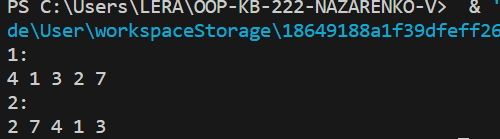 PS C:\Users\LERA\OOP-KB-222-NAZARENKO-V> & '
de\User\workspaceStorage\18649188a1f39dfeff26
1:
4 1 3 2 7
2:
2 7 4 1 3